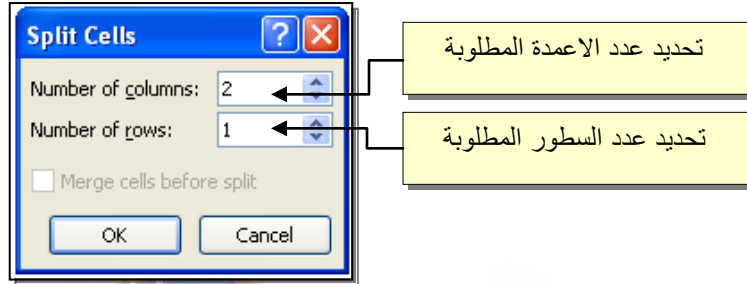 Split Cells
تحديد عدد الاعمدة المطلوبة
Number of columns: 2
Number of rows: 1
تحديد عدد السطور المطلوبة
Merge cells before split
OK Cancel